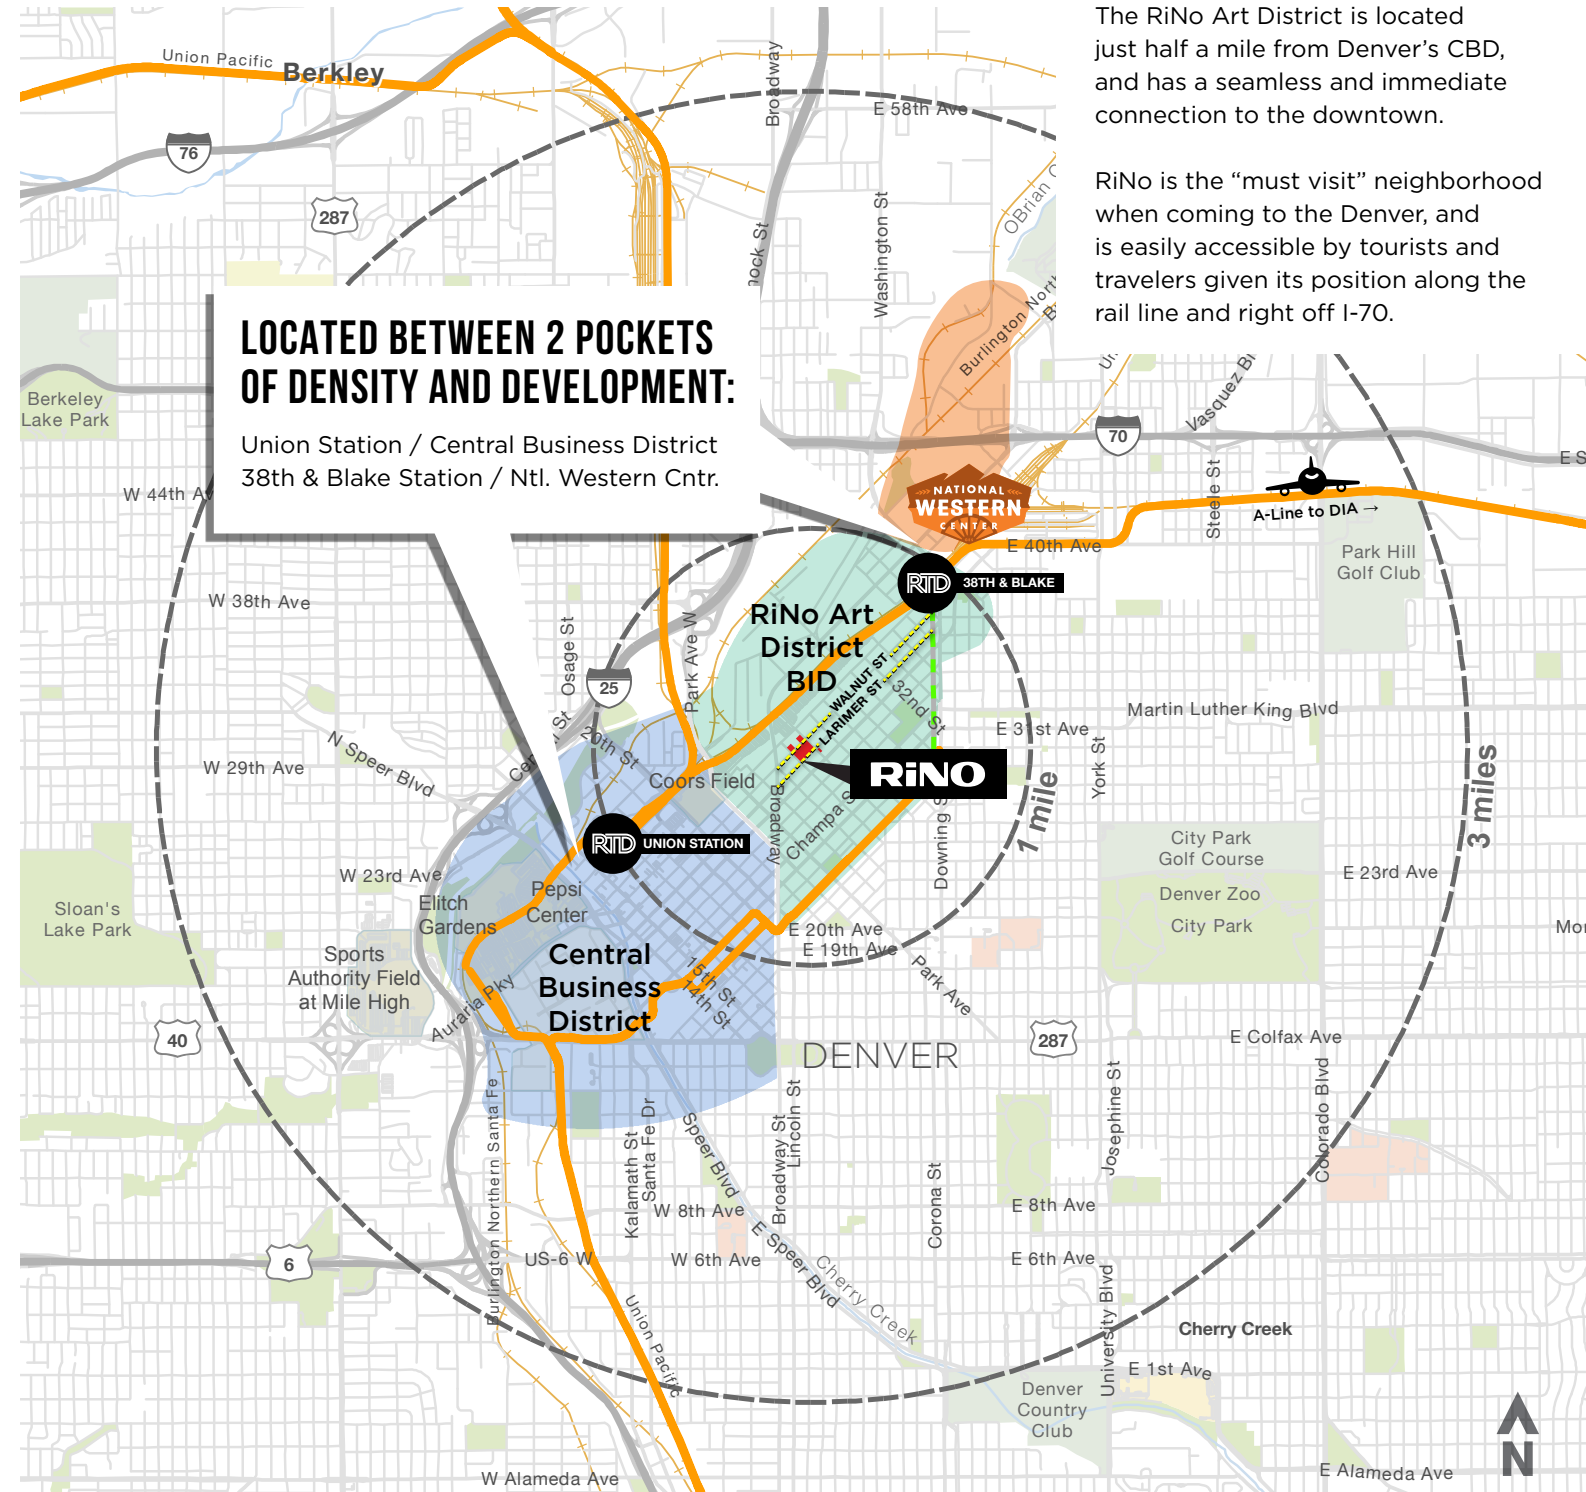 The RiNo Art District is located
just half a mile from Denver’s CBD,
and has a seamless and immediate
connection to the downtown.
RiNo is the “must visit” neighborhood
when coming to the Denver, and
is easily accessible by tourists and
travelers given its position along the
rail line and right off I-70.
LOCATED BETWEEN 2 POCKETS
OF DENSITY AND DEVELOPMENT:
Union Station / Central Business District
38th & Blake Station / Ntl. Western Cntr.
Union Pacific
Berkley
Broadway
E 58th Ave
76
287
OBrian C
Washington St
nock St
Burlington North
B
Un
Vasquez Bl
Berkeley
Lake Park
70
E S
W 44th Av
NATIONAL
WESTERN
CENTER
Steele St
A-Line to DIA →
E 40th Ave
Park Hill
Golf Club
RTD
38TH & BLAKE
W 38th Ave
Osage St
Park Ave W
RiNo Art
District
BID
WALNUT ST
LARIMER ST
32nd St
25
Martin Luther King Blvd
E 31st Ave
N Speer Blvd
20th St
W 29th Ave
Coors Field
RiNO
York St
1 mile
3 miles
Broadway
Champa S
Downing S
RTD
UNION STATION
City Park
Golf Course
W 23rd Ave
E 23rd Ave
Pepsi
Center
Elitch
Gardens
Denver Zoo
City Park
Sloan's
Lake Park
E 20th Ave
E 19th Ave
Mor
Sports
Authority Field
at Mile High
Central
Business
District
15th St
14th St
Park Ave
Auraria Pky
40
287
E Colfax Ave
DENVER
Burlington Northern Santa Fe
Kalamath St
Santa Fe Dr
Speer Blvd
Broadway St
Lincoln St
Corona St
Josephine St
Colorado Blvd
W 8th Ave
E 8th Ave
6
US-6 W
W 6th Ave
E Speer Blvd
Cherry Creek
E 6th Ave
University Blvd
Union Pacific
Cherry Creek
E 1st Ave
Denver
Country
Club
W Alameda Ave
E Alameda Ave
N